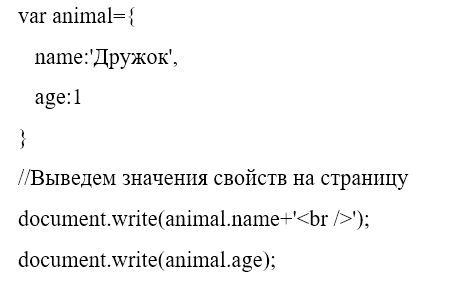 var animal={
name:'Дружок',
age:1
}
//Выведем значения свойств на страницу
document.write(animal.name+'<br />');
document.write(animal.age);